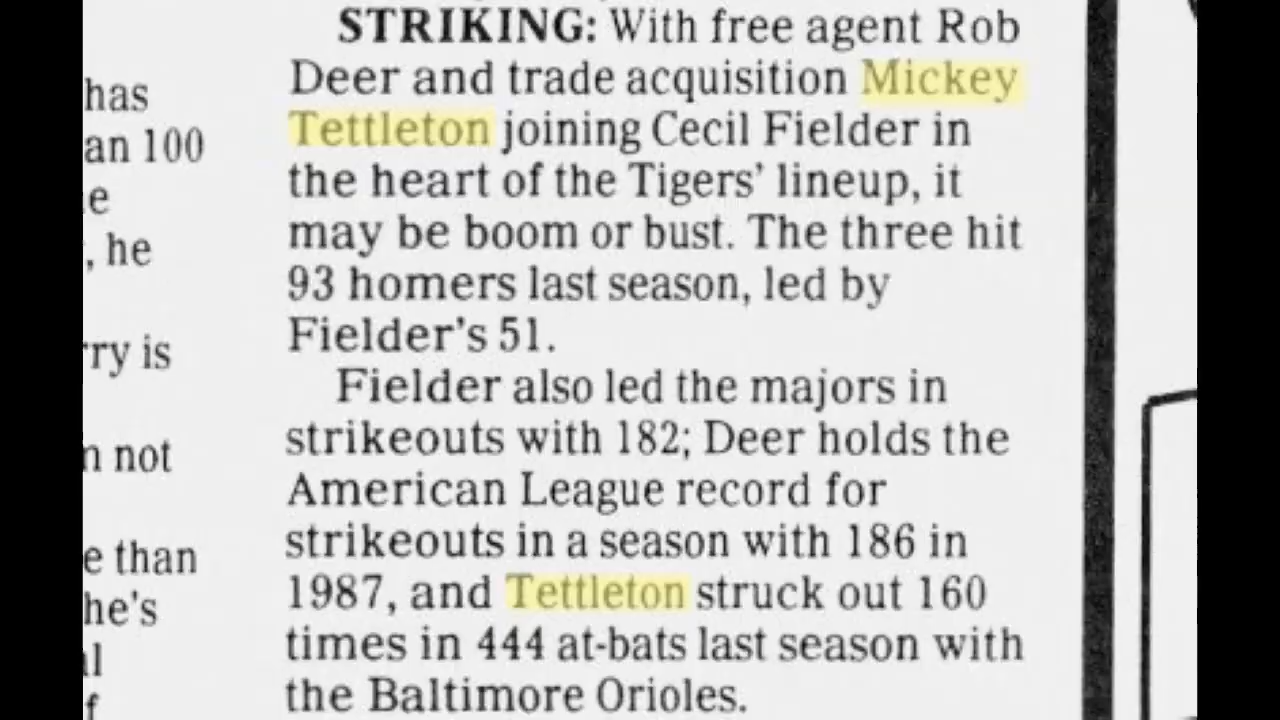 has
an 100
e
, he
rry is
n not
e than
he's
al
f
STRIKING: With free agent Rob
Deer and trade acquisition Mickey
Tettleton joining Cecil Fielder in
the heart of the Tigers' lineup, it
may be boom or bust. The three hit
93 homers last season, led by
Fielder's 51.
Fielder also led the majors in
strikeouts with 182; Deer holds the
American League record for
strikeouts in a season with 186 in
1987, and Tettleton struck out 160
times in 444 at-bats last season with
the Baltimore Orioles.